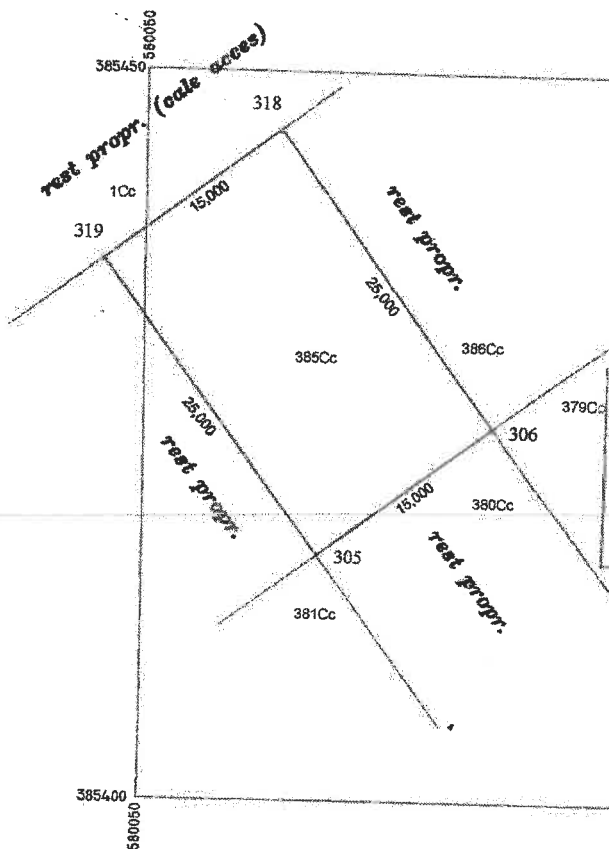 580050
385450
rest propr. (cale acces)
318
1Cc
15,000
319
rest propr.
25,000
385Cc
386Cc
25,000
379Cc
306
rest propr.
15,000
380Cc
305
rest propr.
381Cc
385400
580050